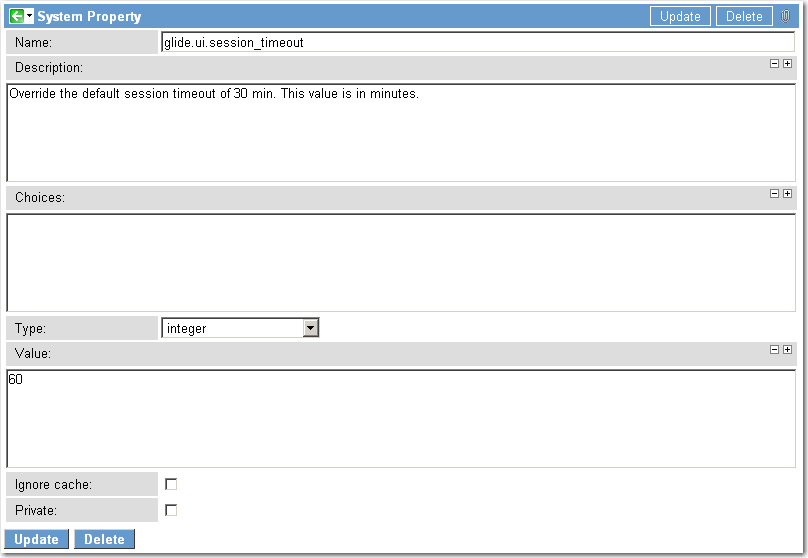 System Property
Update Delete
Name: glide.ui.session_timeout
Description:
Override the default session timeout of 30 min. This value is in minutes.
Choices:
Type: integer
Value:
60
Ignore cache:
Private:
Update Delete